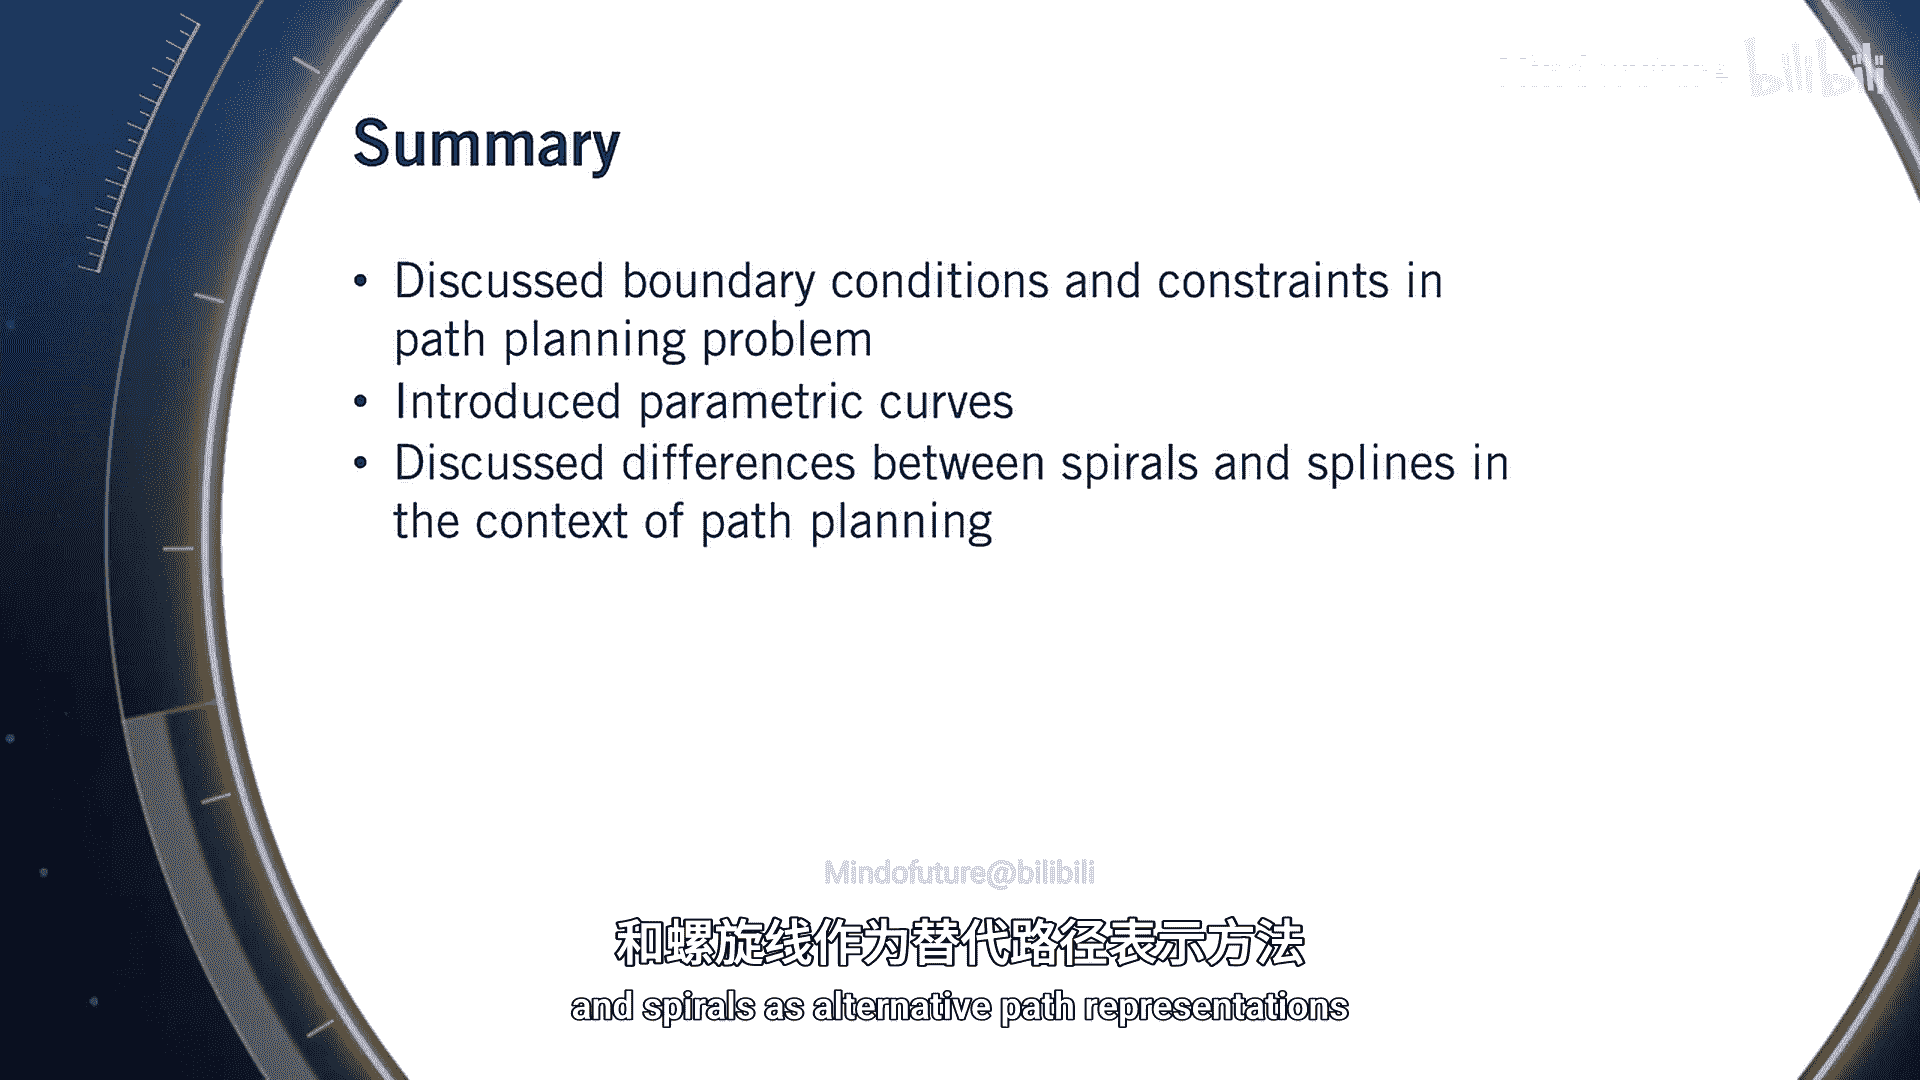 bilibili
Summary
• Discussed boundary conditions and constraints in
path planning problem
• Introduced parametric curves
• Discussed differences between spirals and splines in
the context of path planning
Mindofuture@bilibili
和螺旋线作为替代路径表示方法
and spirals as alternative path representations